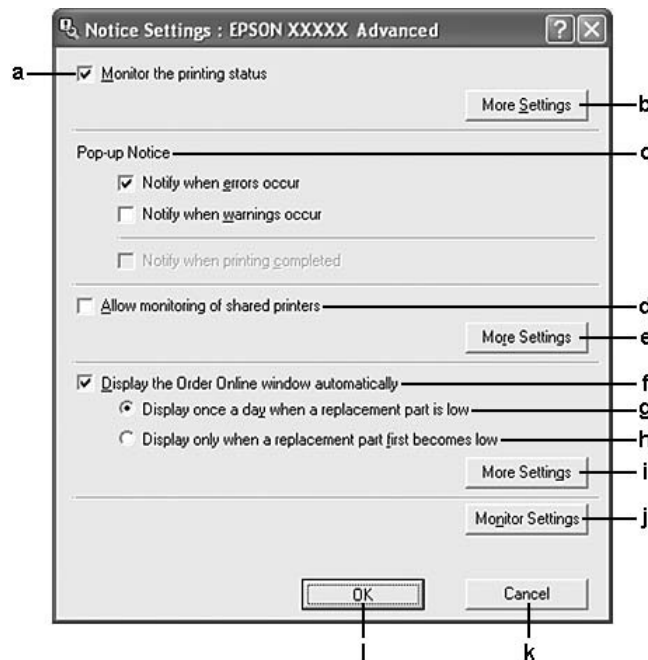 Notice Settings : EPSON XXXXX Advanced
a
Monitor the printing status
More Settings
b
Pop-up Notice
c
Notify when errors occur
Notify when warnings occur
Notify when printing completed
Allow monitoring of shared printers
d
More Settings
e
Display the Order Online window automatically
f
Display once a day when a replacement part is low
g
Display only when a replacement part first becomes low
h
More Settings
i
Monitor Settings
j
OK
Cancel
l
k